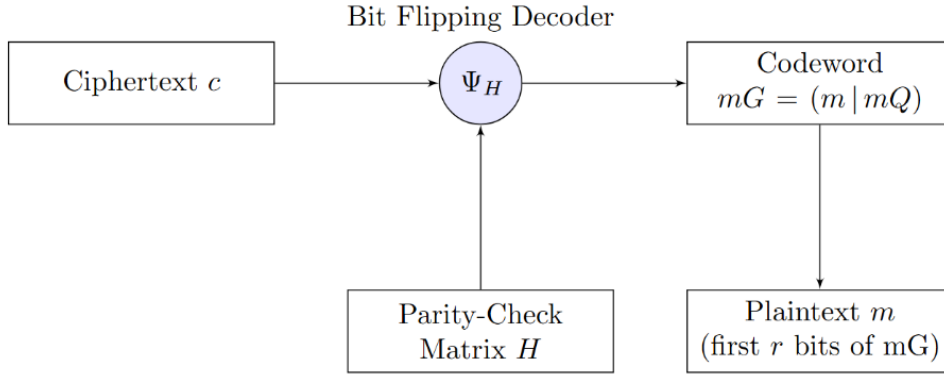 Bit Flipping Decoder
Ciphertext c
Ψ_H
Codeword
mG = (m | mQ)
Parity-Check
Matrix H
Plaintext m
(first r bits of mG)